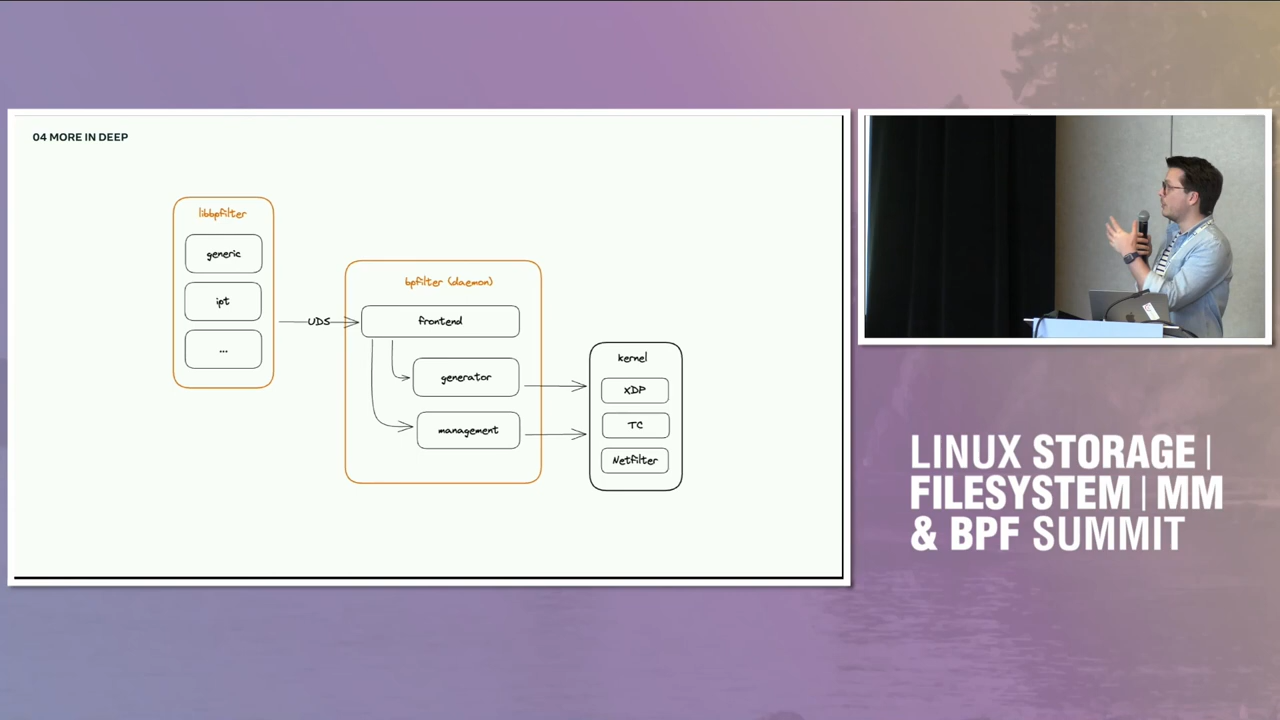 04 MORE IN DEEP
libbpfilter
generic
ipt
...
UDS
bpfilter (daemon)
frontend
generator
management
kernel
XDP
TC
Netfilter
LINUX STORAGE|
FILESYSTEM|MM
& BPF SUMMIT